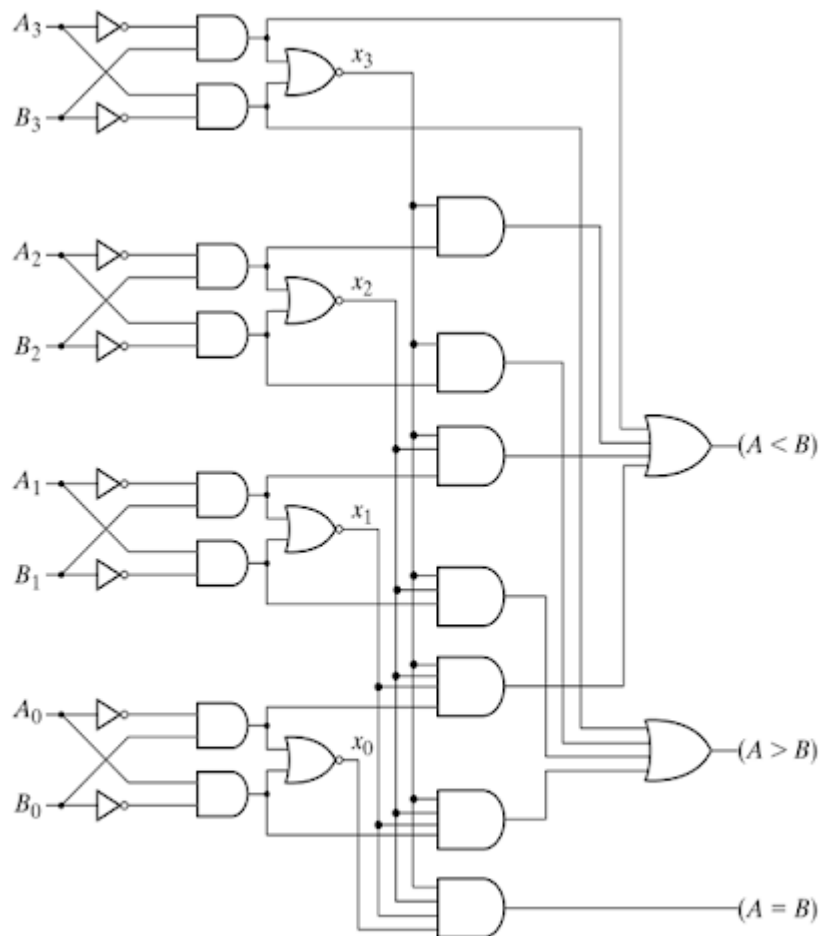 A₃
x₃
B₃
A₂
x₂
B₂
(A < B)
A₁
x₁
B₁
A₀
x₀
(A > B)
B₀
(A = B)